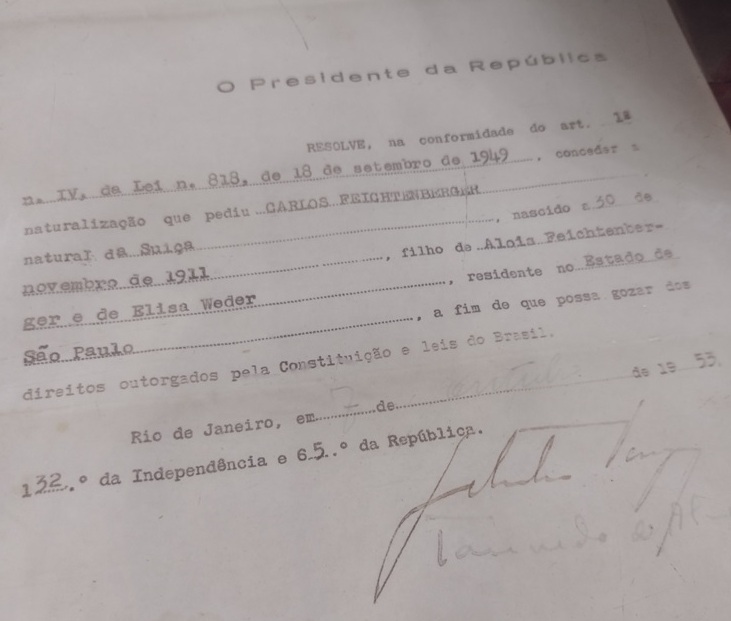 O Presidente da República
RESOLVE, na conformidade do art. 1º
n. IV, da Lei n. 818, de 18 de setembro de 1949, conceder a
naturalização que pediu CARLOS FEICHTENBERGER
natural da Suiça, nascido a 30 de
novembro de 1911, filho de Alois Feichtenber-
ger e de Elisa Weder, residente no Estado de
São Paulo, a fim de que possa gozar dos
direitos outorgados pela Constituição e leis do Brasil.
Rio de Janeiro, em de de 19 53.
132.º da Independência e 65.º da República.